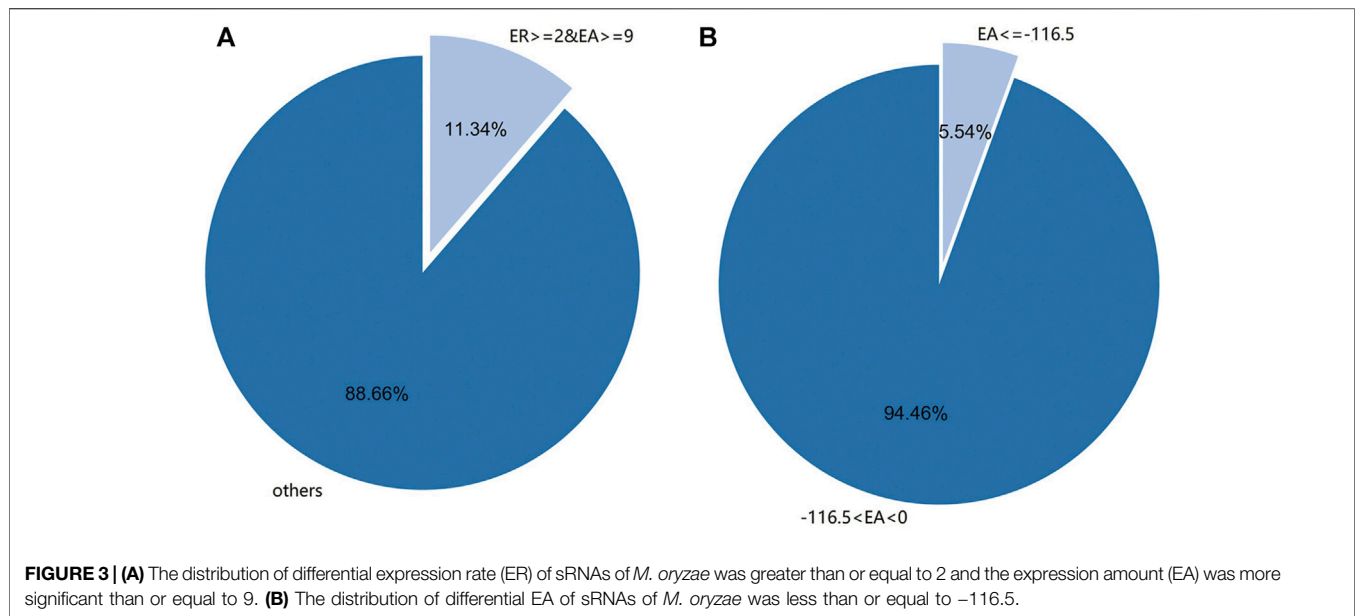 A
ER>=2&EA>=9
11.34%
88.66%
others
B
EA<=-116.5
5.54%
94.46%
-116.5<EA<0
FIGURE 3 | (A) The distribution of differential expression rate (ER) of sRNAs of M. oryzae was greater than or equal to 2 and the expression amount (EA) was more
significant than or equal to 9. (B) The distribution of differential EA of sRNAs of M. oryzae was less than or equal to −116.5.